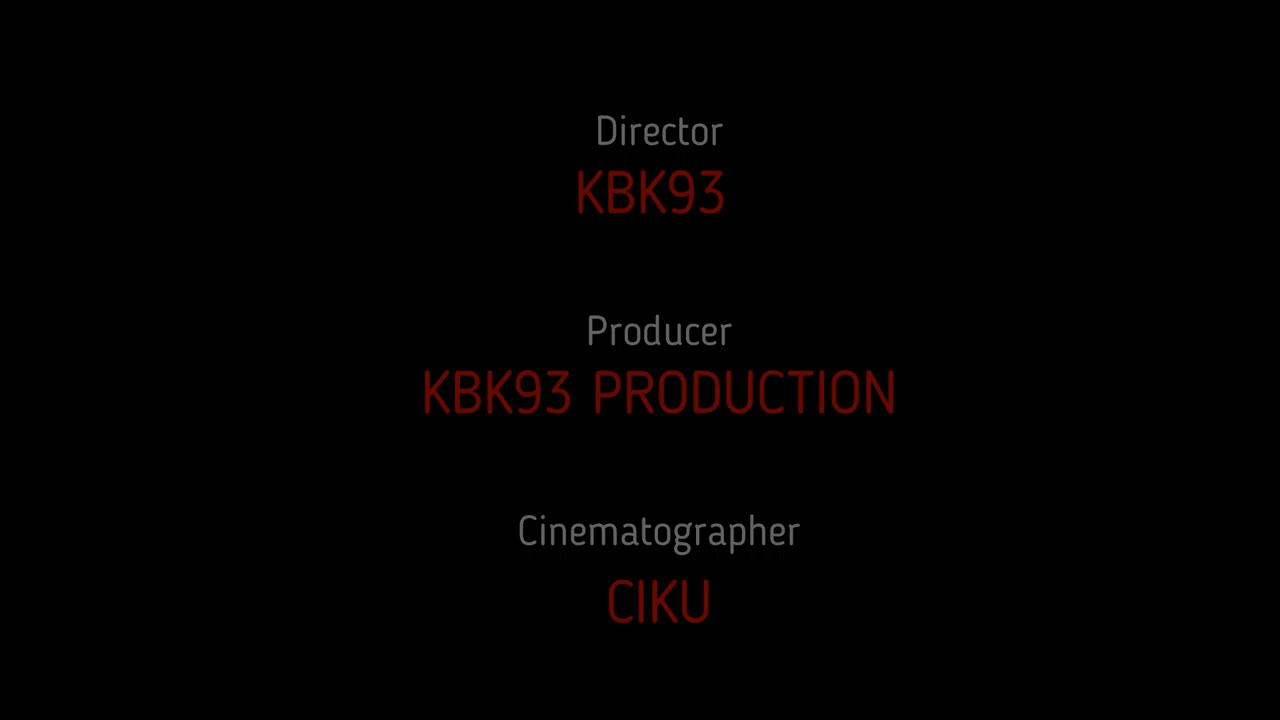 Director
KBK93
Producer
KBK93 PRODUCTION
Cinematographer
CIKU